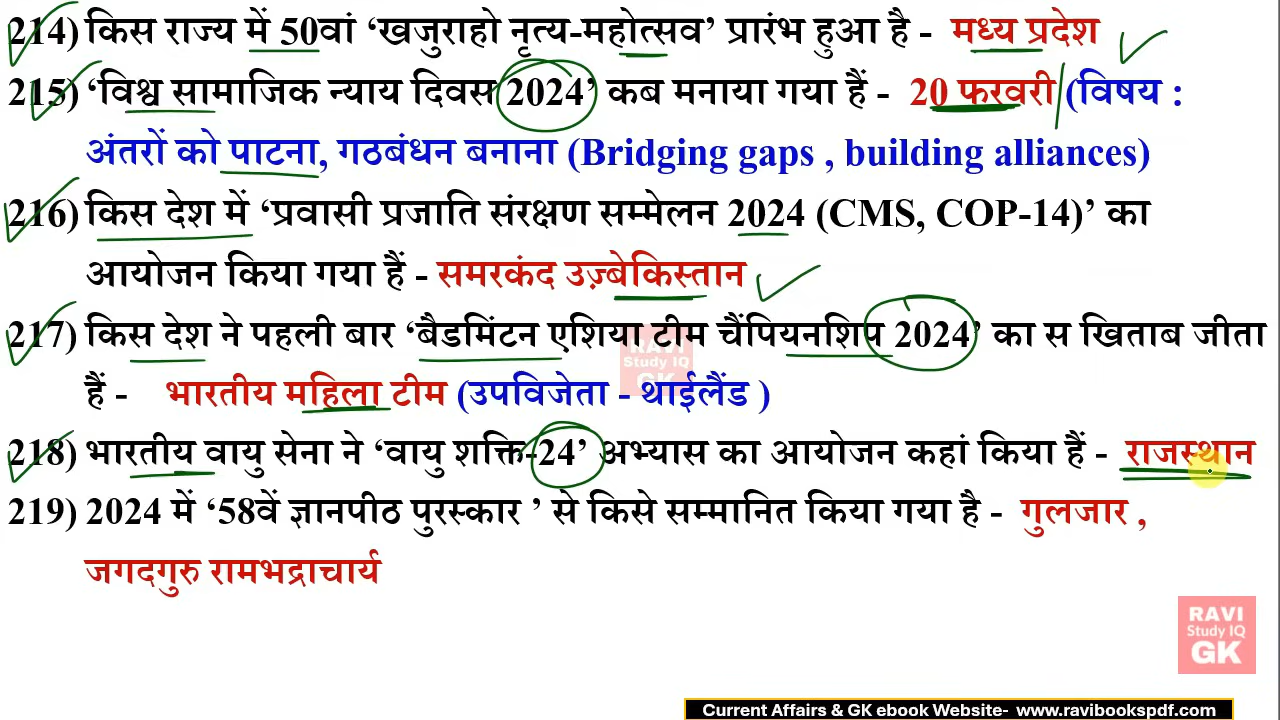 214) किस राज्य में 50वां ‘खजुराहो नृत्य-महोत्सव’ प्रारंभ हुआ है - मध्य प्रदेश
215) ‘विश्व सामाजिक न्याय दिवस 2024’ कब मनाया गया हैं - 20 फरवरी (विषय :
अंतरों को पाटना, गठबंधन बनाना (Bridging gaps , building alliances)
216) किस देश में ‘प्रवासी प्रजाति संरक्षण सम्मेलन 2024 (CMS, COP-14)’ का
आयोजन किया गया हैं - समरकंद उज़्बेकिस्तान
217) किस देश ने पहली बार ‘बैडमिंटन एशिया टीम चैंपियनशिप 2024’ का स खिताब जीता
हैं - भारतीय महिला टीम (उपविजेता - थाईलैंड )
RAVI
Study IQ
GK
218) भारतीय वायु सेना ने ‘वायु शक्ति-24’ अभ्यास का आयोजन कहां किया हैं - राजस्थान
219) 2024 में ‘58वें ज्ञानपीठ पुरस्कार ’ से किसे सम्मानित किया गया है - गुलजार ,
जगदगुरु रामभद्राचार्य
RAVI
Study IQ
GK
Current Affairs & GK ebook Website- www.ravibookspdf.com